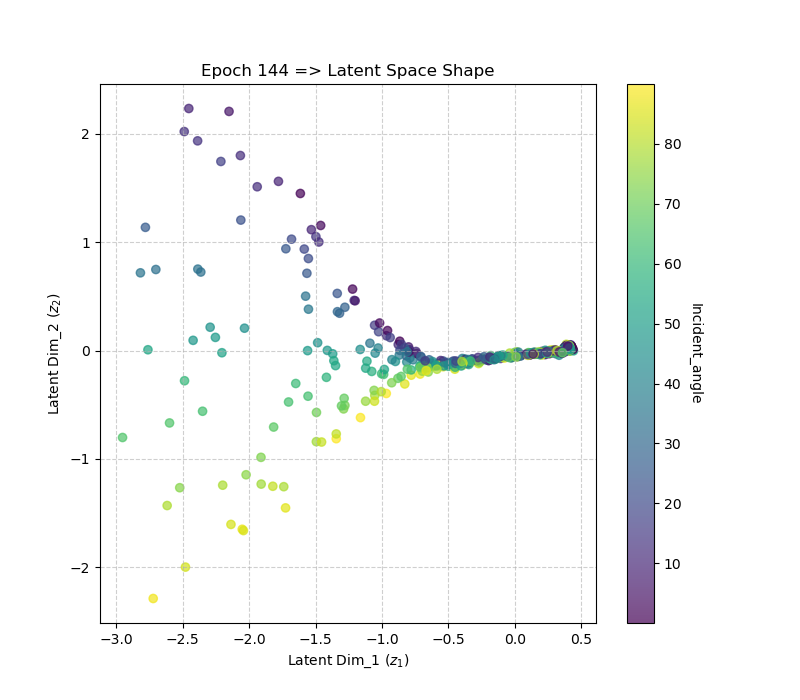 Epoch 144 => Latent Space Shape
Latent Dim_2 (z₂)
2
1
0
−1
−2
−3.0 −2.5 −2.0 −1.5 −1.0 −0.5 0.0 0.5
Latent Dim_1 (z₁)
80
70
60
50
40
30
20
10
Incident_angle